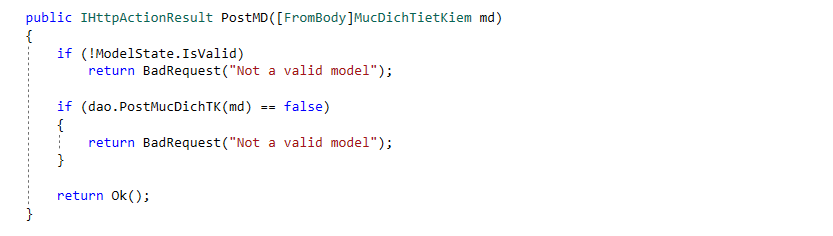 public IHttpActionResult PostMD([FromBody]MucDichTietKiem md)
{
if (!ModelState.IsValid)
return BadRequest("Not a valid model");
if (dao.PostMucDichTK(md) == false)
{
return BadRequest("Not a valid model");
}
return Ok();
}